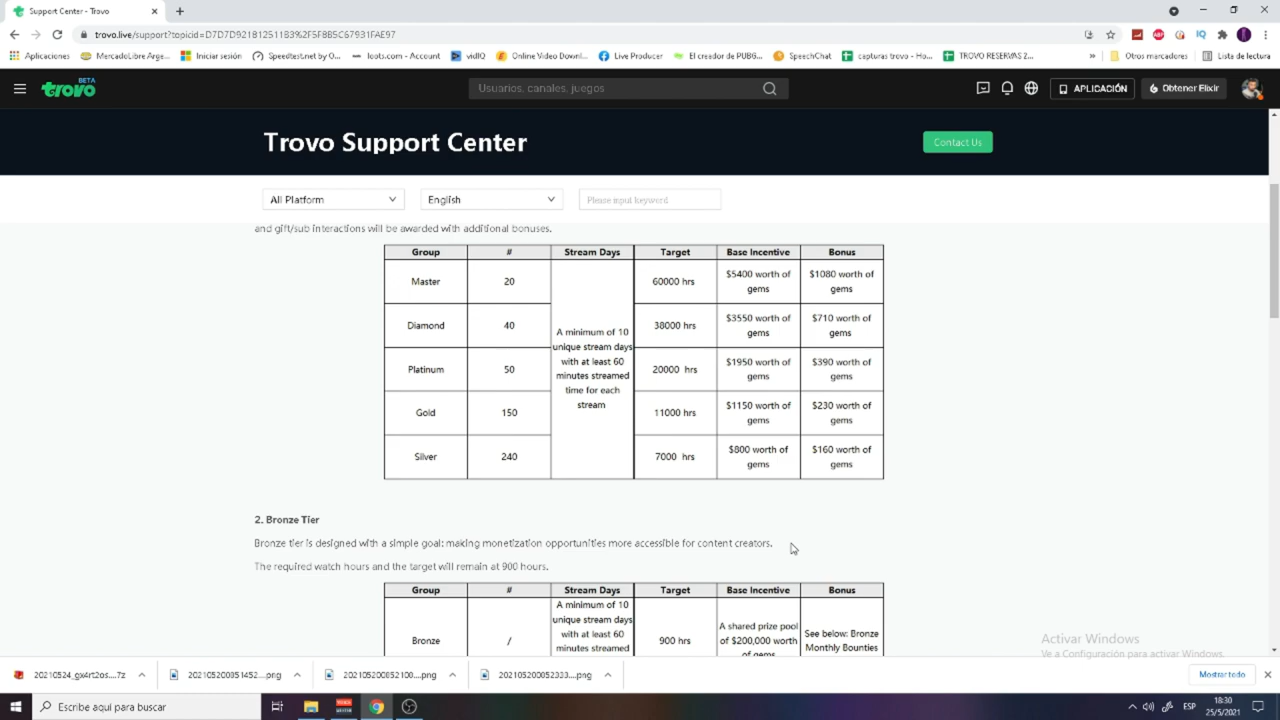 Support Center - Trovo
trovo.live/support?topicid=D7D7D92181251183%2F5F8B5C67931FAE97
Aplicaciones
MercadoLibre Arge...
Iniciar sesión
Speedtest.net by O...
loots.com - Account
vidIQ
Online Video Downl...
Live Producer
El creador de PUBG...
SpeechChat
capturas trovo - Ho...
TROVO RESERVAS 2...
»
Otros marcadores
Lista de lectura
BETA
trovo
Usuarios, canales, juegos
APLICACIÓN
Obtener Elixir
Trovo Support Center
Contact Us
All Platform
English
Please input keyword
and gift/sub interactions will be awarded with additional bonuses.
Group # Stream Days Target Base Incentive Bonus
Master 20 60000 hrs $5400 worth of gems $1080 worth of gems
Diamond 40 38000 hrs $3550 worth of gems $710 worth of gems
A minimum of 10
unique stream days
with at least 60
minutes streamed
time for each
stream
Platinum 50 20000 hrs $1950 worth of gems $390 worth of gems
Gold 150 11000 hrs $1150 worth of gems $230 worth of gems
Silver 240 7000 hrs $800 worth of gems $160 worth of gems
2. Bronze Tier
Bronze tier is designed with a simple goal: making monetization opportunities more accessible for content creators.
The required watch hours and the target will remain at 900 hours.
Group # Stream Days Target Base Incentive Bonus
A minimum of 10
unique stream days
with at least 60
minutes streamed
Bronze / 900 hrs
A shared prize pool
of $200,000 worth
of gems
See below: Bronze
Monthly Bounties
Activar Windows
Ve a Configuración para activar Windows.
20210524_gx4rt2os....7z
20210520085145​2....png
202105200852100....png
202105200852333....png
Mostrar todo
Escribe aquí para buscar
ESP
18:30
25/5/2021